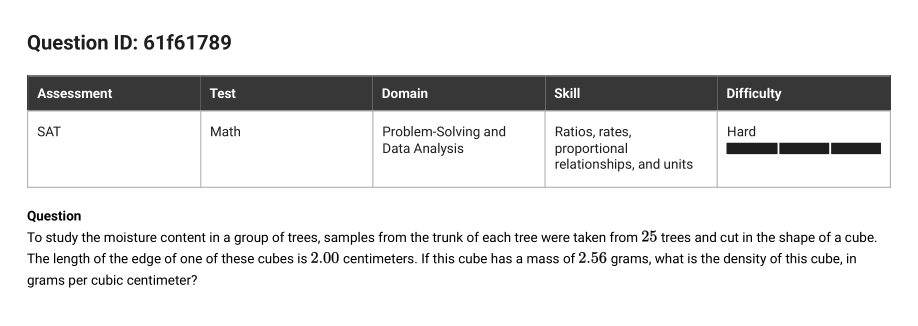 Question ID: 61f61789
Assessment Test Domain Skill Difficulty
SAT Math Problem-Solving and Data Analysis Ratios, rates, proportional relationships, and units Hard
Question
To study the moisture content in a group of trees, samples from the trunk of each tree were taken from 25 trees and cut in the shape of a cube.
The length of the edge of one of these cubes is 2.00 centimeters. If this cube has a mass of 2.56 grams, what is the density of this cube, in
grams per cubic centimeter?